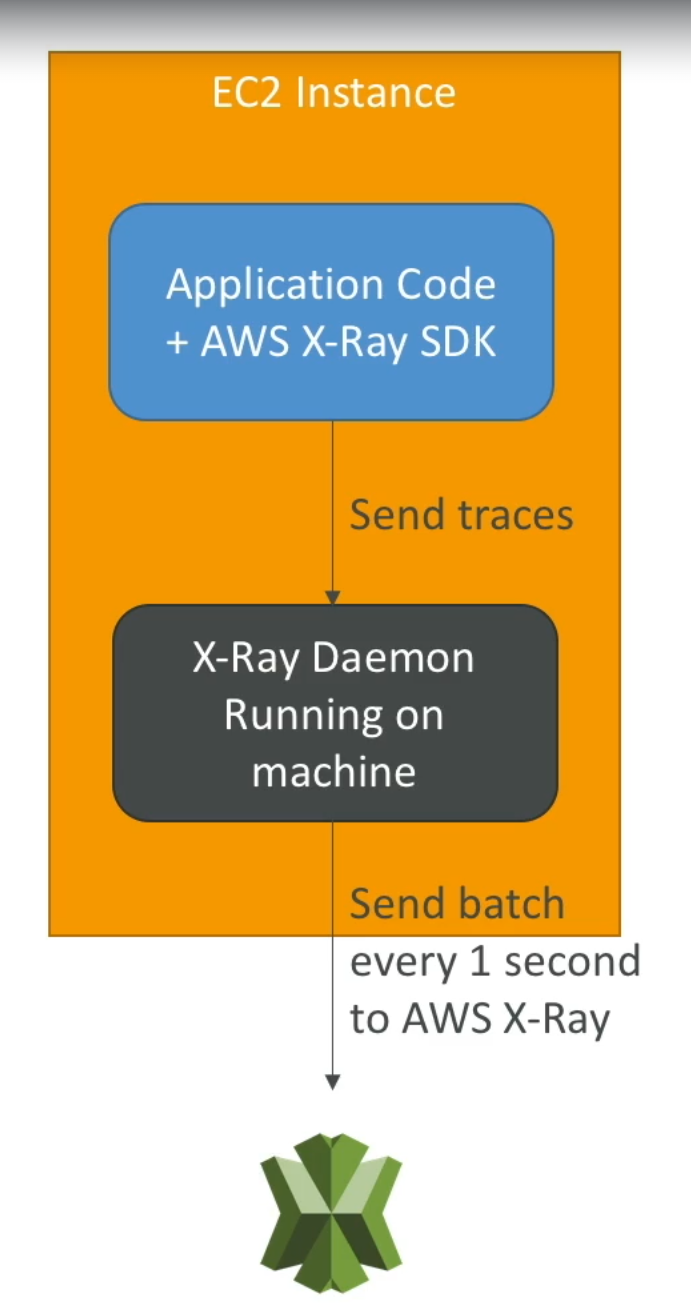 EC2 Instance
Application Code
+ AWS X-Ray SDK
Send traces
X-Ray Daemon
Running on
machine
Send batch
every 1 second
to AWS X-Ray